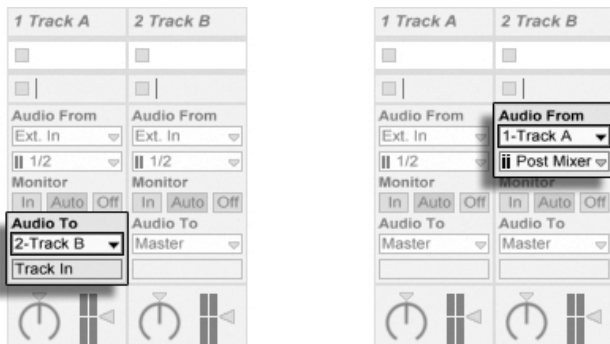 1 Track A 2 Track B
Audio From Audio From
Ext. In Ext. In
1/2 1/2
Monitor Monitor
In Auto Off In Auto Off
Audio To Audio To
2-Track B Master
Track In
1 Track A 2 Track B
Audio From Audio From
Ext. In 1-Track A
1/2 Post Mixer
Monitor Monitor
In Auto Off In Auto Off
Audio To Audio To
Master Master